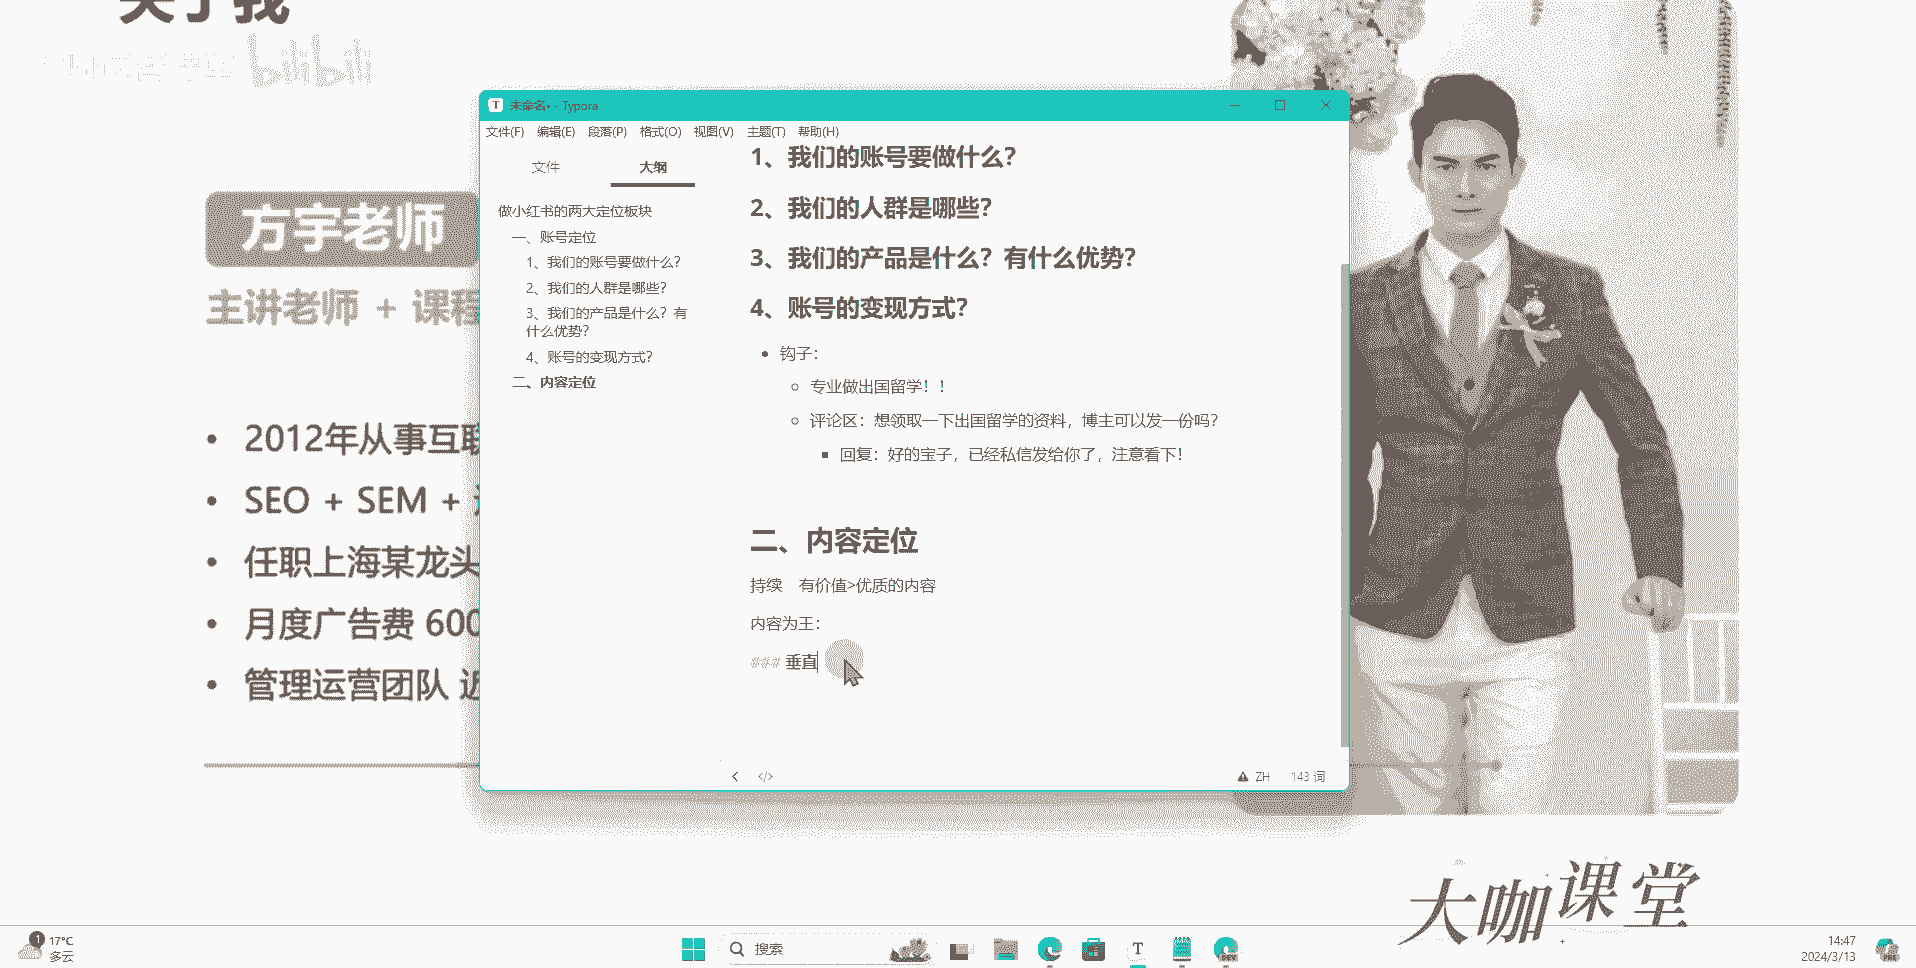 关于我
bilibili
方宇老师
主讲老师 + 课程
• 2012年从事互联
• SEO + SEM +
• 任职上海某龙头
• 月度广告费 600
• 管理运营团队 近
未命名• - Typora
文件(F) 编辑(E) 段落(P) 格式(O) 视图(V) 主题(T) 帮助(H)
文件 大纲
做小红书的两大定位板块
一、账号定位
1、我们的账号要做什么？
2、我们的人群是哪些？
3、我们的产品是什么？有
什么优势？
4、账号的变现方式？
二、内容定位
1、我们的账号要做什么？
2、我们的人群是哪些？
3、我们的产品是什么？有什么优势？
4、账号的变现方式？
• 钩子：
专业做出国留学！！
评论区：想领取一下出国留学的资料，博主可以发一份吗？
回复：好的宝子，已经私信发给你了，注意看下！
二、内容定位
持续 有价值>优质的内容
内容为王：
### 垂直
</> ZH 143 词
大咖课堂
1 17°C
多云
搜索
T
DEV
14:47
2024/3/13
PRE